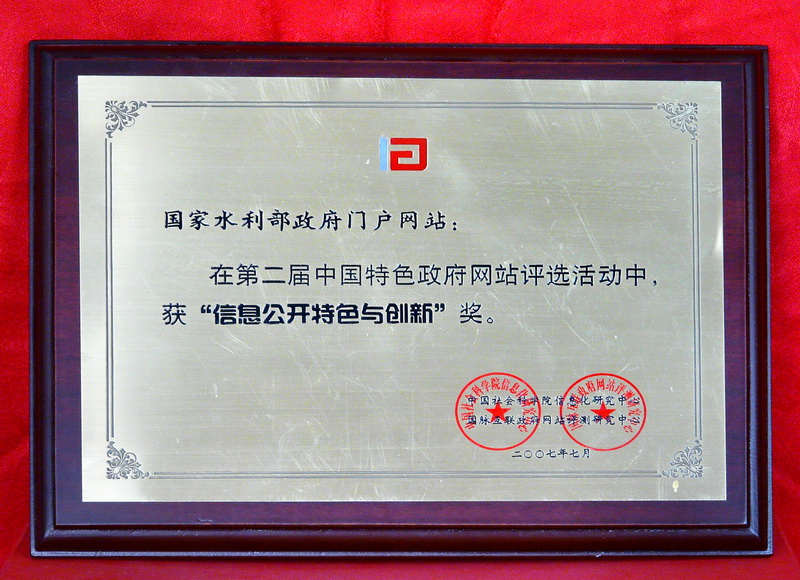 国家水利部政府门户网站：
在第二届中国特色政府网站评选活动中，
获“信息公开特色与创新”奖。
中国社会科学院信息化研究中心
国脉互联政府网站评测研究中心
二〇〇七年七月